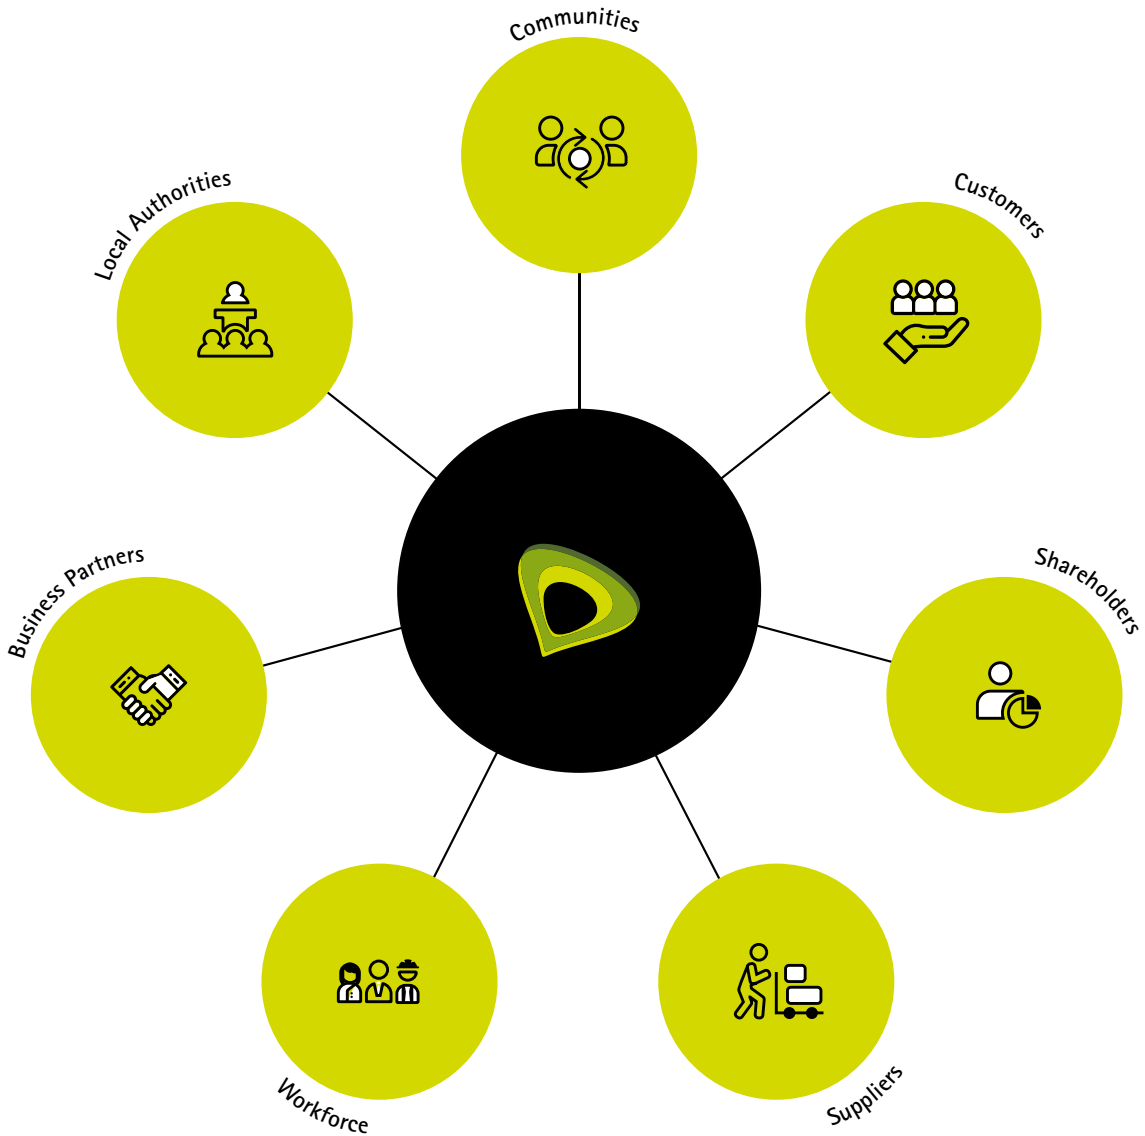 Communities
Customers
Local Authorities
Shareholders
Business Partners
Suppliers
Workforce